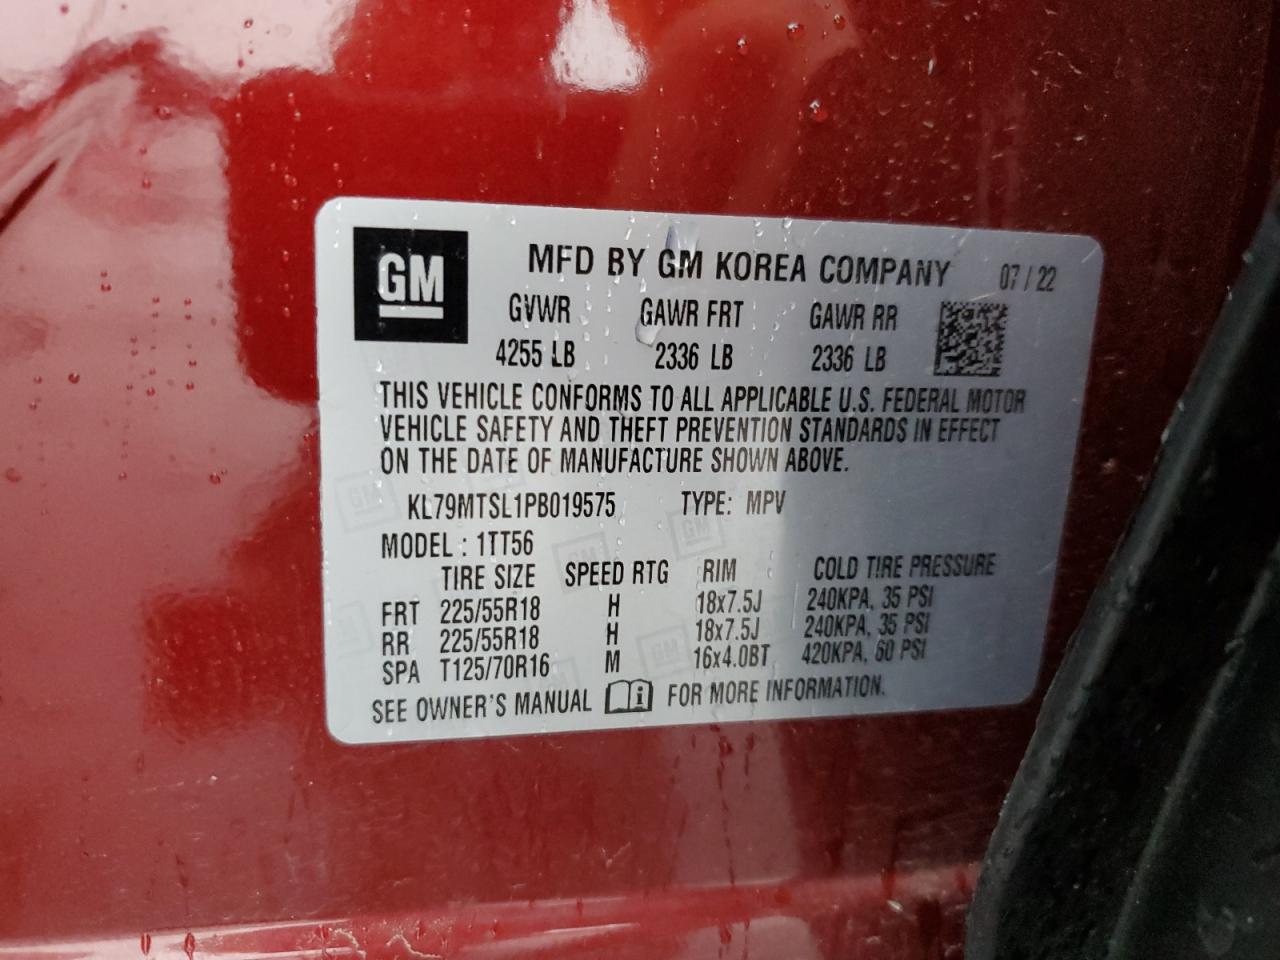 GM
MFD BY GM KOREA COMPANY 07/22
GVWR GAWR FRT GAWR RR
4255 LB 2336 LB 2336 LB
THIS VEHICLE CONFORMS TO ALL APPLICABLE U.S. FEDERAL MOTOR
VEHICLE SAFETY AND THEFT PREVENTION STANDARDS IN EFFECT
ON THE DATE OF MANUFACTURE SHOWN ABOVE.
KL79MTSL1PB019575 TYPE: MPV
MODEL : 1TT56
TIRE SIZE SPEED RTG RIM COLD TIRE PRESSURE
FRT 225/55R18 H 18x7.5J 240KPA, 35 PSI
RR 225/55R18 H 18x7.5J 240KPA, 35 PSI
SPA T125/70R16 M 16x4.0BT 420KPA, 60 PSI
SEE OWNER'S MANUAL i FOR MORE INFORMATION.